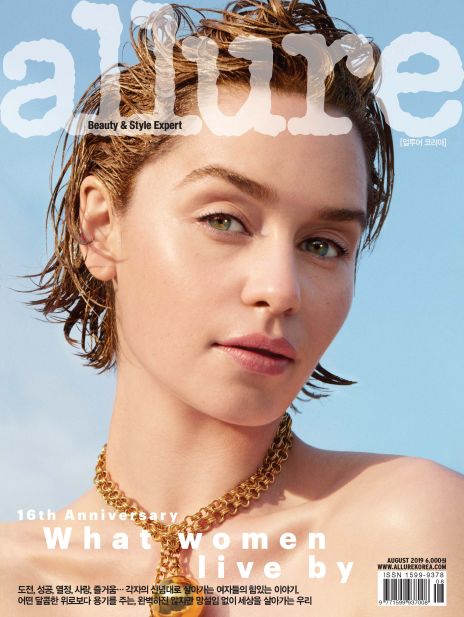 allure
Beauty & Style Expert
[얼루어 코리아]
16th Anniversary
What women
live by
도전, 성공, 열정, 사랑, 즐거움… 각자의 신념대로 살아가는 여자들의 힘있는 이야기.
어떤 달콤한 위로보다 용기를 주는, 완벽하진 않지만 망설임 없이 세상을 살아가는 우리
AUGUST 2019 6,000원
WWW.ALLUREKOREA.COM
ISSN 1599-9378
08
9 771599 937008